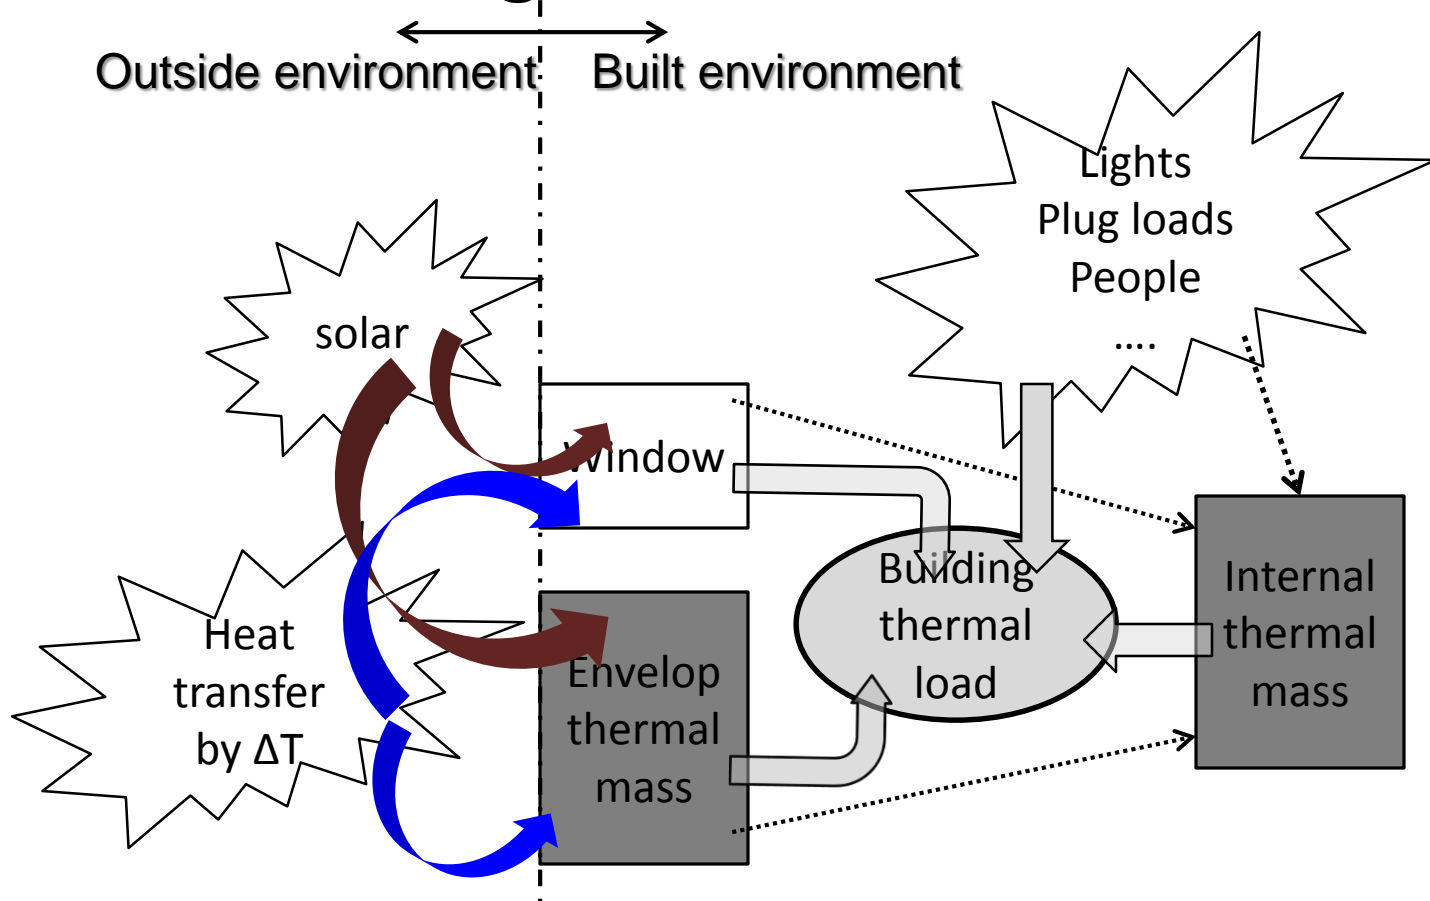 Outside environment
Built environment
Lights
Plug loads
People
....
solar
Window
Heat
transfer
by ΔT
Envelop
thermal
mass
Building
thermal
load
Internal
thermal
mass